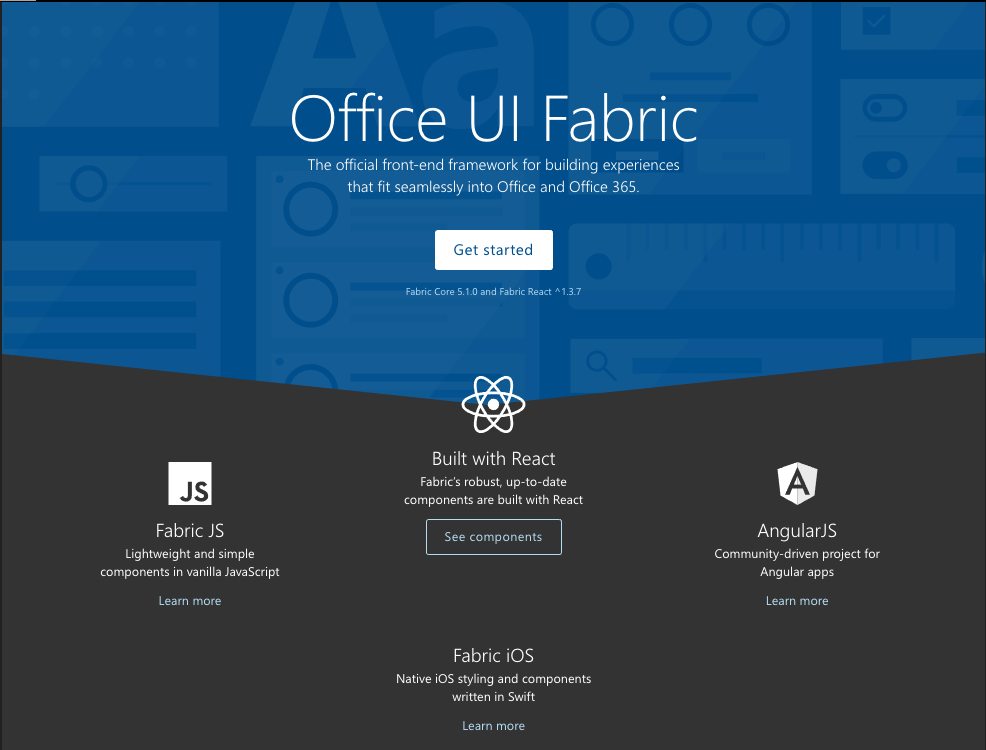 Aa
Office UI Fabric
The official front-end framework for building experiences
that fit seamlessly into Office and Office 365.
Get started
Fabric Core 5.1.0 and Fabric React ^1.3.7
Built with React
Fabric's robust, up-to-date
components are built with React
See components
JS
Fabric JS
Lightweight and simple
components in vanilla JavaScript
Learn more
A
AngularJS
Community-driven project for
Angular apps
Learn more
Fabric iOS
Native iOS styling and components
written in Swift
Learn more